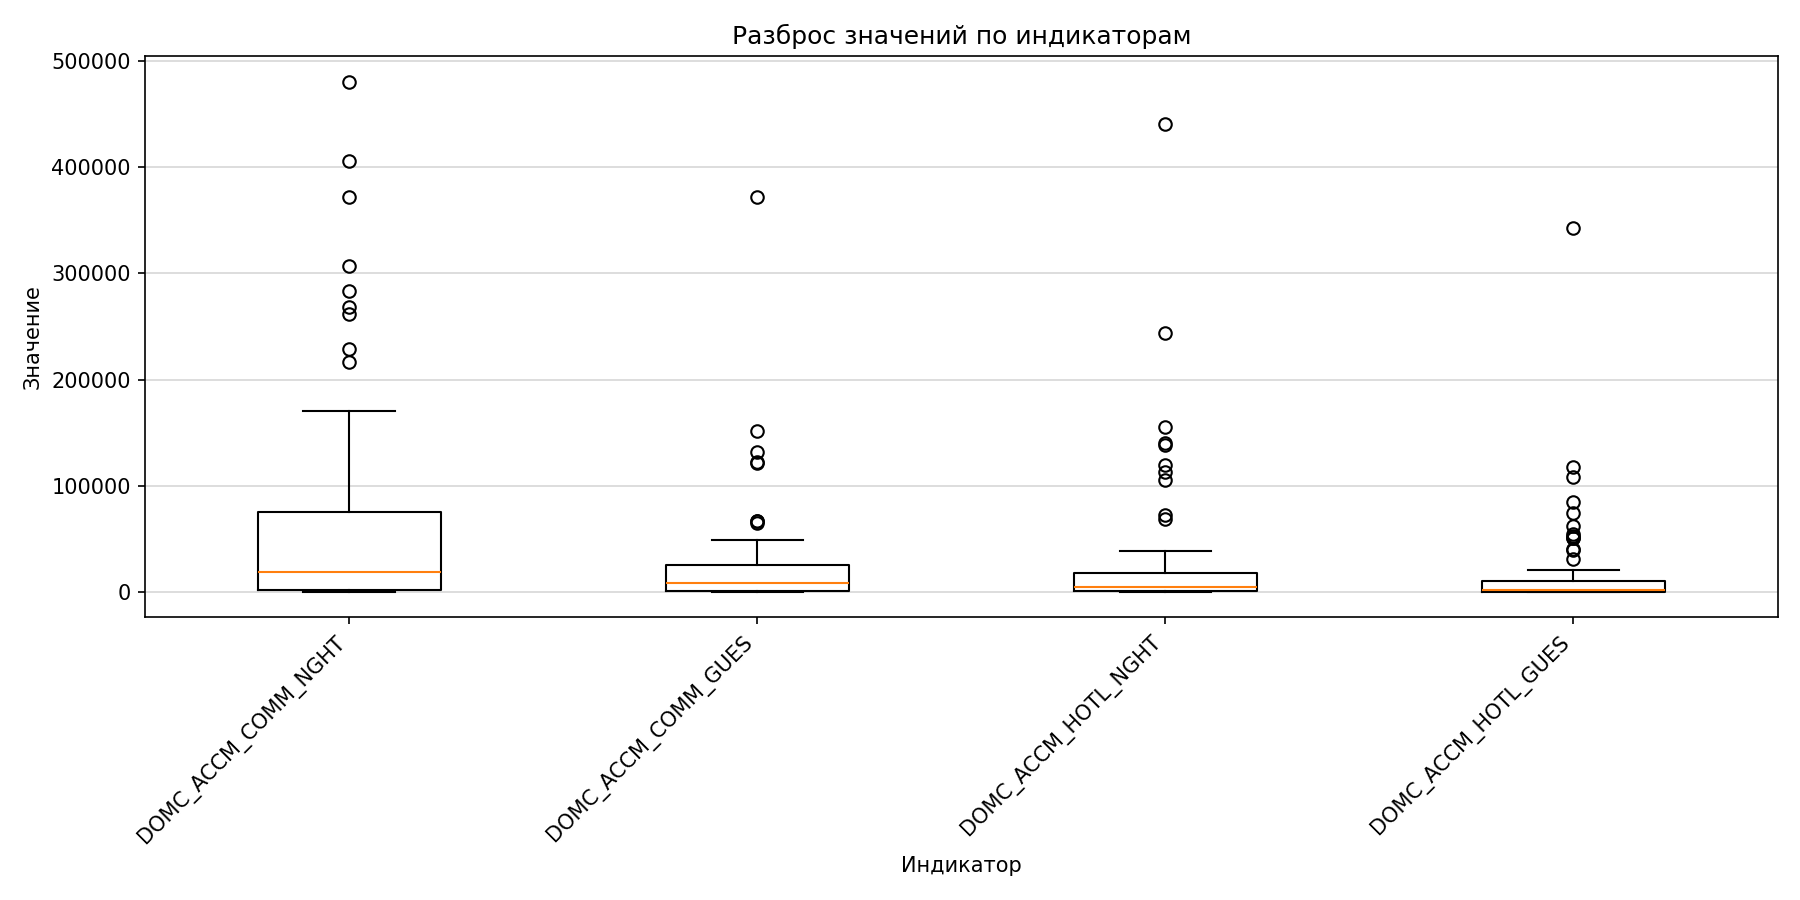 Разброс значений по индикаторам
500000
400000
300000
200000
100000
0
Значение
DOMC_ACCM_COMM_NGHT
DOMC_ACCM_COMM_GUES
DOMC_ACCM_HOTL_NGHT
DOMC_ACCM_HOTL_GUES
Индикатор